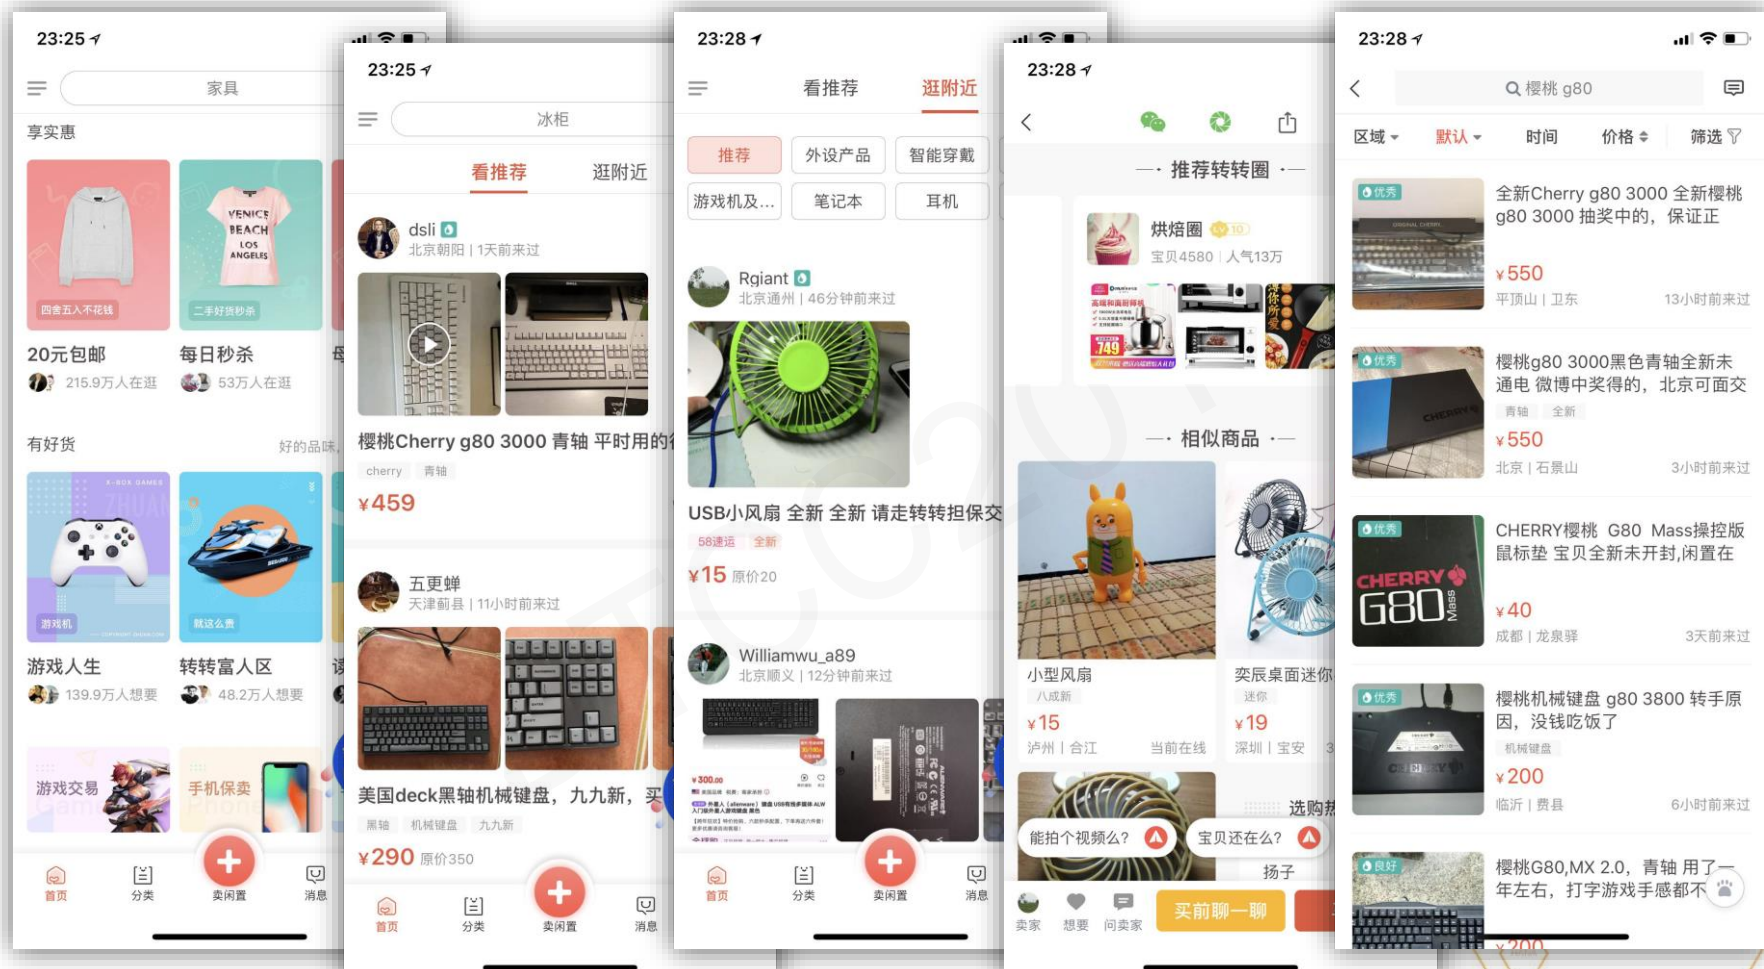 23:25
家具
享实惠
VENICE
BEACH
LOS
ANGELES
四舍五入不花钱
二手好货秒杀
20元包邮
每日秒杀
215.9万人在逛
53万人在逛
有好货
好的品味,
X-BOX GAMES
游戏机
就这么贵
游戏人生
转转富人区
139.9万人想要
48.2万人想要
游戏交易
手机保卖
首页
分类
卖闲置
消息
23:25
冰柜
看推荐
逛附近
dsli
北京朝阳 | 1天前来过
樱桃Cherry g80 3000 青轴 平时用的
cherry
青轴
¥459
五更蝉
天津蓟县 | 11小时前来过
美国deck黑轴机械键盘，九九新，买
黑轴
机械键盘
九九新
¥290 原价350
首页
分类
卖闲置
消息
23:28
看推荐
逛附近
推荐
外设产品
智能穿戴
游戏机及...
笔记本
耳机
Rgiant
北京通州 | 46分钟前来过
USB小风扇 全新 全新 请走转转担保交
58速运
全新
¥15 原价20
Williamwu_a89
北京顺义 | 12分钟前来过
¥300.00
首页
分类
卖闲置
消息
23:28
推荐转转圈
烘焙圈
10
宝贝4580 | 人气13万
749
相似商品
小型风扇
八成新
¥15
泸州 | 合江
当前在线
奕辰桌面迷你
迷你
¥19
深圳 | 宝安
选购热
能拍个视频么?
宝贝还在么?
扬子
卖家
想要
问卖家
买前聊一聊
23:28
樱桃 g80
区域
默认
时间
价格
筛选
优秀
全新Cherry g80 3000 全新樱桃
g80 3000 抽奖中的，保证正
¥550
平顶山 | 卫东
13小时前来过
优秀
樱桃g80 3000黑色青轴全新未
通电 微博中奖得的，北京可面交
青轴
全新
¥550
北京 | 石景山
3小时前来过
优秀
CHERRY
G80 Mass
CHERRY樱桃 G80 Mass操控版
鼠标垫 宝贝全新未开封,闲置在
¥40
成都 | 龙泉驿
3天前来过
优秀
樱桃机械键盘 g80 3800 转手原
因，没钱吃饭了
机械键盘
¥200
临沂 | 费县
6小时前来过
良好
樱桃G80,MX 2.0，青轴 用了一
年左右，打字游戏手感都不
¥200